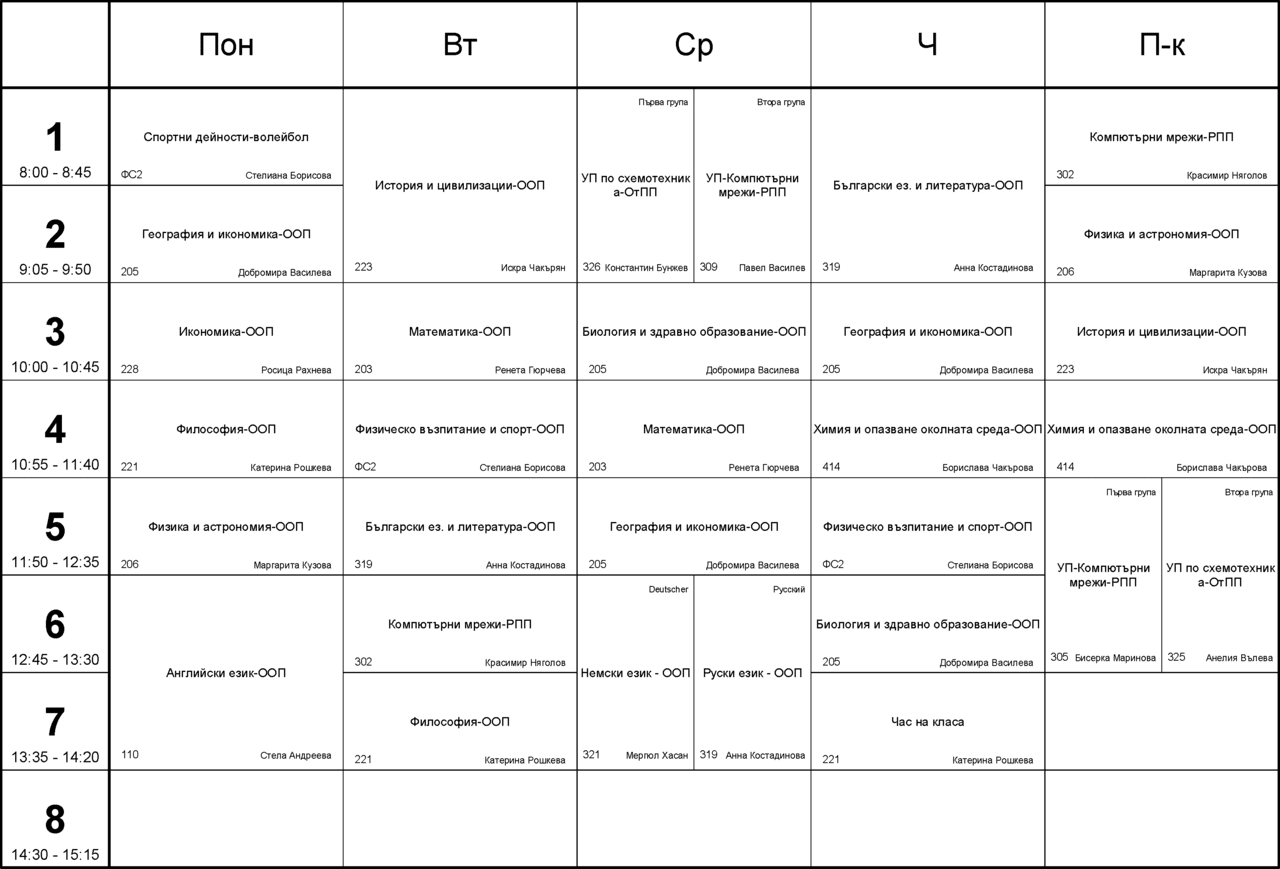 Пон
Вт
Ср
Ч
П-к
1
8:00 - 8:45
Спортни дейности-волейбол
ФС2
Стелиана Борисова
История и цивилизации-ООП
223
Искра Чакърян
Първа група
УП по схемотехник
а-ОтПП
326
Константин Бунжев
Втора група
УП-Компютърни
мрежи-РПП
309
Павел Василев
Български ез. и литература-ООП
319
Анна Костадинова
Компютърни мрежи-РПП
302
Красимир Няголов
2
9:05 - 9:50
География и икономика-ООП
205
Добромира Василева
Физика и астрономия-ООП
206
Маргарита Кузова
3
10:00 - 10:45
Икономика-ООП
228
Росица Рахнева
Математика-ООП
203
Ренета Гюрчева
Биология и здравно образование-ООП
205
Добромира Василева
География и икономика-ООП
205
Добромира Василева
История и цивилизации-ООП
223
Искра Чакърян
4
10:55 - 11:40
Философия-ООП
221
Катерина Рошкева
Физическо възпитание и спорт-ООП
ФС2
Стелиана Борисова
Математика-ООП
203
Ренета Гюрчева
Химия и опазване околната среда-ООП
414
Борислава Чакърова
Химия и опазване околната среда-ООП
414
Борислава Чакърова
5
11:50 - 12:35
Физика и астрономия-ООП
206
Маргарита Кузова
Български ез. и литература-ООП
319
Анна Костадинова
География и икономика-ООП
205
Добромира Василева
Физическо възпитание и спорт-ООП
ФС2
Стелиана Борисова
Първа група
УП-Компютърни
мрежи-РПП
305
Бисерка Маринова
Втора група
УП по схемотехник
а-ОтПП
325
Анелия Вълева
6
12:45 - 13:30
Английски език-ООП
110
Стела Андреева
Компютърни мрежи-РПП
302
Красимир Няголов
Deutscher
Немски език - ООП
321
Мергюл Хасан
Русский
Руски език - ООП
319
Анна Костадинова
Биология и здравно образование-ООП
205
Добромира Василева
7
13:35 - 14:20
Философия-ООП
221
Катерина Рошкева
Час на класа
221
Катерина Рошкева
8
14:30 - 15:15